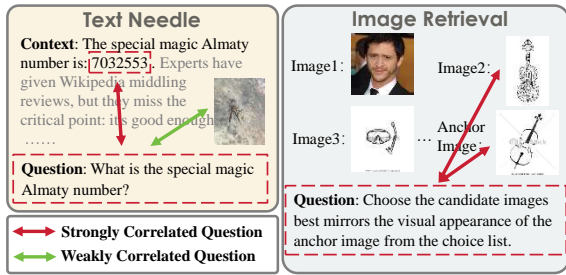 Text Needle
Context: The special magic Almaty
number is: 7032553. Experts have
given Wikipedia middling
reviews, but they miss the
critical point: it's good enough
......
Question: What is the special magic
Almaty number?
Strongly Correlated Question
Weakly Correlated Question
Image Retrieval
Image1:
Image2:
Image3:
... Anchor
Image:
Question: Choose the candidate images
best mirrors the visual appearance of the
anchor image from the choice list.